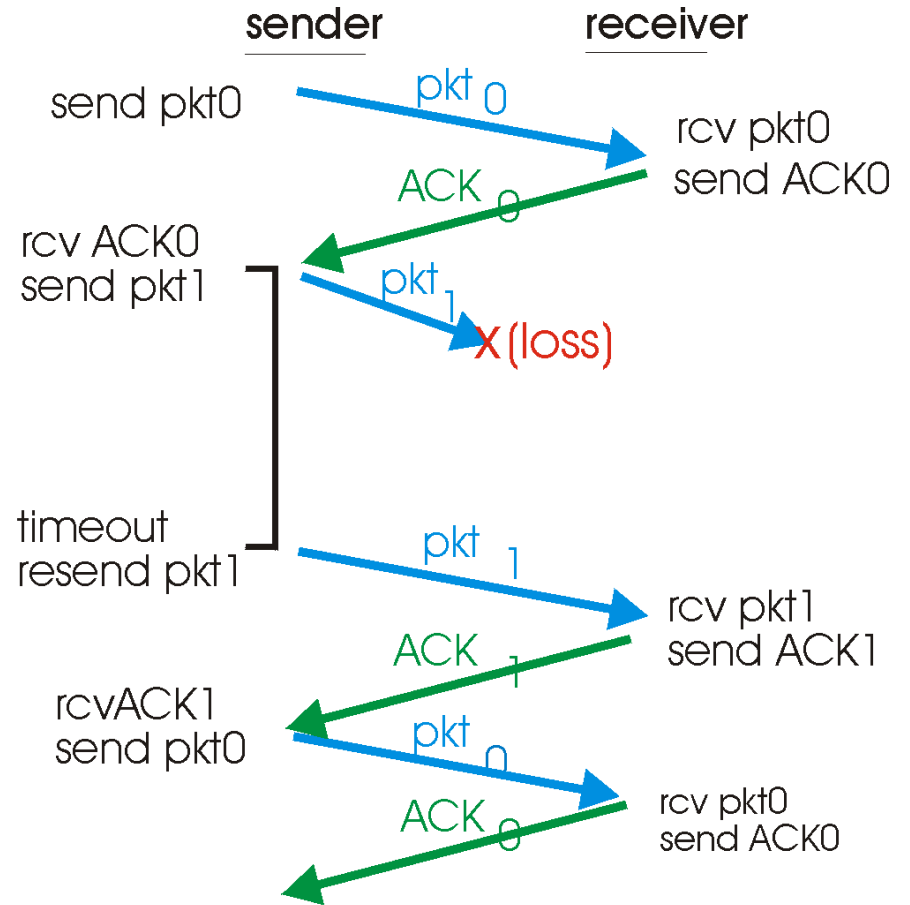 sender
receiver
send pkt0
pkt 0
rcv pkt0
send ACK0
ACK 0
rcv ACK0
send pkt1
pkt 1
X (loss)
timeout
resend pkt1
pkt 1
rcv pkt1
send ACK1
ACK 1
rcvACK1
send pkt0
pkt 0
rcv pkt0
send ACK0
ACK 0